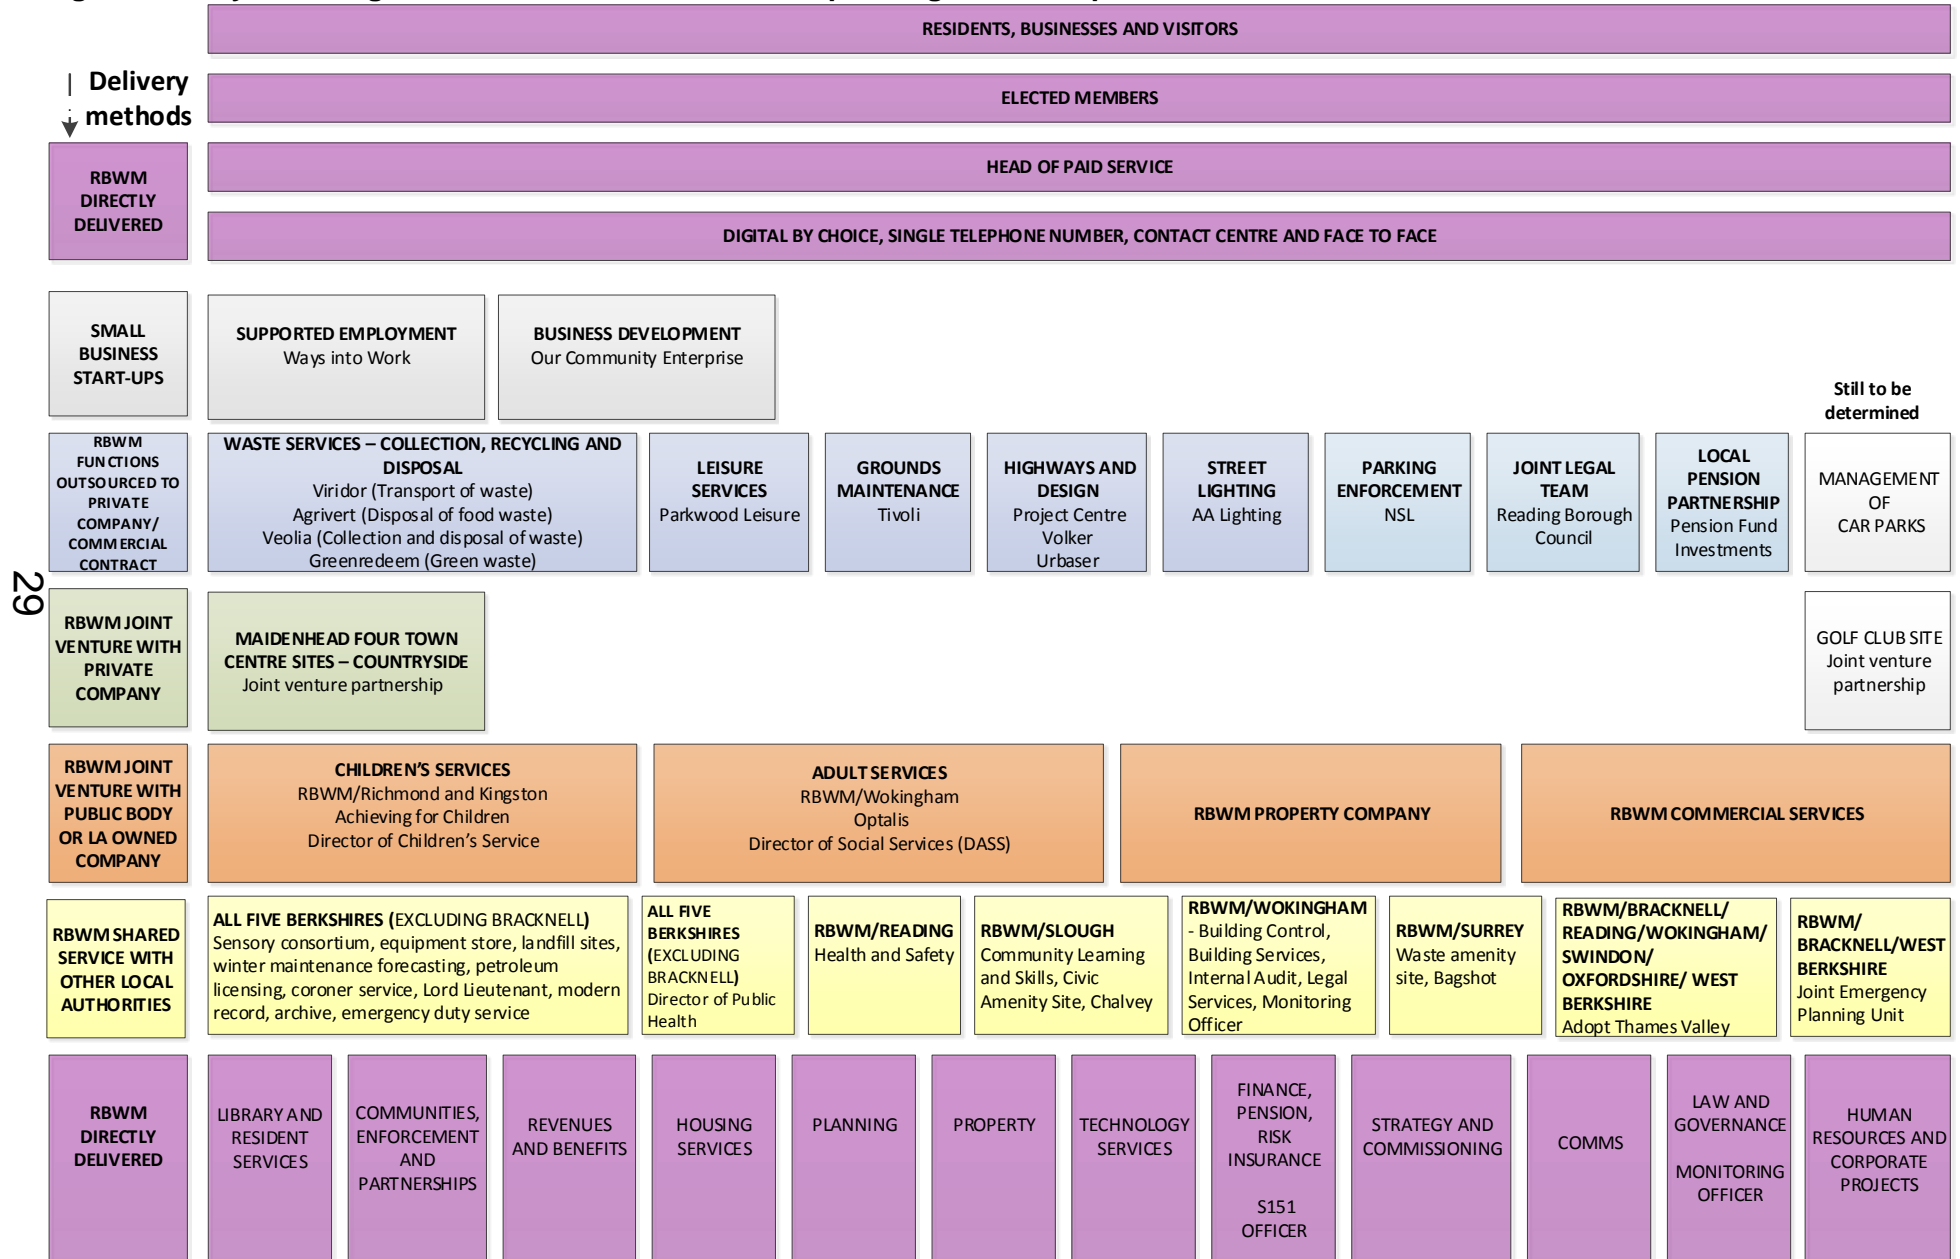 RESIDENTS, BUSINESSES AND VISITORS
Delivery
methods
ELECTED MEMBERS
RBWM
DIRECTLY
DELIVERED
HEAD OF PAID SERVICE
DIGITAL BY CHOICE, SINGLE TELEPHONE NUMBER, CONTACT CENTRE AND FACE TO FACE
SMALL
BUSINESS
START-UPS
SUPPORTED EMPLOYMENT
Ways into Work
BUSINESS DEVELOPMENT
Our Community Enterprise
Still to be
determined
RBWM
FUNCTIONS
OUTSOURCED TO
PRIVATE
COMPANY/
COMMERCIAL
CONTRACT
WASTE SERVICES – COLLECTION, RECYCLING AND
DISPOSAL
Viridor (Transport of waste)
Agrivert (Disposal of food waste)
Veolia (Collection and disposal of waste)
Greenredeem (Green waste)
LEISURE
SERVICES
Parkwood Leisure
GROUNDS
MAINTENANCE
Tivoli
HIGHWAYS AND
DESIGN
Project Centre
Volker
Urbaser
STREET
LIGHTING
AA Lighting
PARKING
ENFORCEMENT
NSL
JOINT LEGAL
TEAM
Reading Borough
Council
LOCAL
PENSION
PARTNERSHIP
Pension Fund
Investments
MANAGEMENT
OF
CAR PARKS
29
RBWM JOINT
VENTURE WITH
PRIVATE
COMPANY
MAIDENHEAD FOUR TOWN
CENTRE SITES – COUNTRYSIDE
Joint venture partnership
GOLF CLUB SITE
Joint venture
partnership
RBWM JOINT
VENTURE WITH
PUBLIC BODY
OR LA OWNED
COMPANY
CHILDREN'S SERVICES
RBWM/Richmond and Kingston
Achieving for Children
Director of Children's Service
ADULT SERVICES
RBWM/Wokingham
Optalis
Director of Social Services (DASS)
RBWM PROPERTY COMPANY
RBWM COMMERCIAL SERVICES
RBWM SHARED
SERVICE WITH
OTHER LOCAL
AUTHORITIES
ALL FIVE BERKSHIRES (EXCLUDING BRACKNELL)
Sensory consortium, equipment store, landfill sites,
winter maintenance forecasting, petroleum
licensing, coroner service, Lord Lieutenant, modern
record, archive, emergency duty service
ALL FIVE
BERKSHIRES
(EXCLUDING
BRACKNELL)
Director of Public
Health
RBWM/READING
Health and Safety
RBWM/SLOUGH
Community Learning
and Skills, Civic
Amenity Site, Chalvey
RBWM/WOKINGHAM
- Building Control,
Building Services,
Internal Audit, Legal
Services, Monitoring
Officer
RBWM/SURREY
Waste amenity
site, Bagshot
RBWM/BRACKNELL/
READING/WOKINGHAM/
SWINDON/
OXFORDSHIRE/ WEST
BERKSHIRE
Adopt Thames Valley
RBWM/
BRACKNELL/WEST
BERKSHIRE
Joint Emergency
Planning Unit
RBWM
DIRECTLY
DELIVERED
LIBRARY AND
RESIDENT
SERVICES
COMMUNITIES,
ENFORCEMENT
AND
PARTNERSHIPS
REVENUES
AND BENEFITS
HOUSING
SERVICES
PLANNING
PROPERTY
TECHNOLOGY
SERVICES
FINANCE,
PENSION,
RISK
INSURANCE
S151
OFFICER
STRATEGY AND
COMMISSIONING
COMMS
LAW AND
GOVERNANCE
MONITORING
OFFICER
HUMAN
RESOURCES AND
CORPORATE
PROJECTS